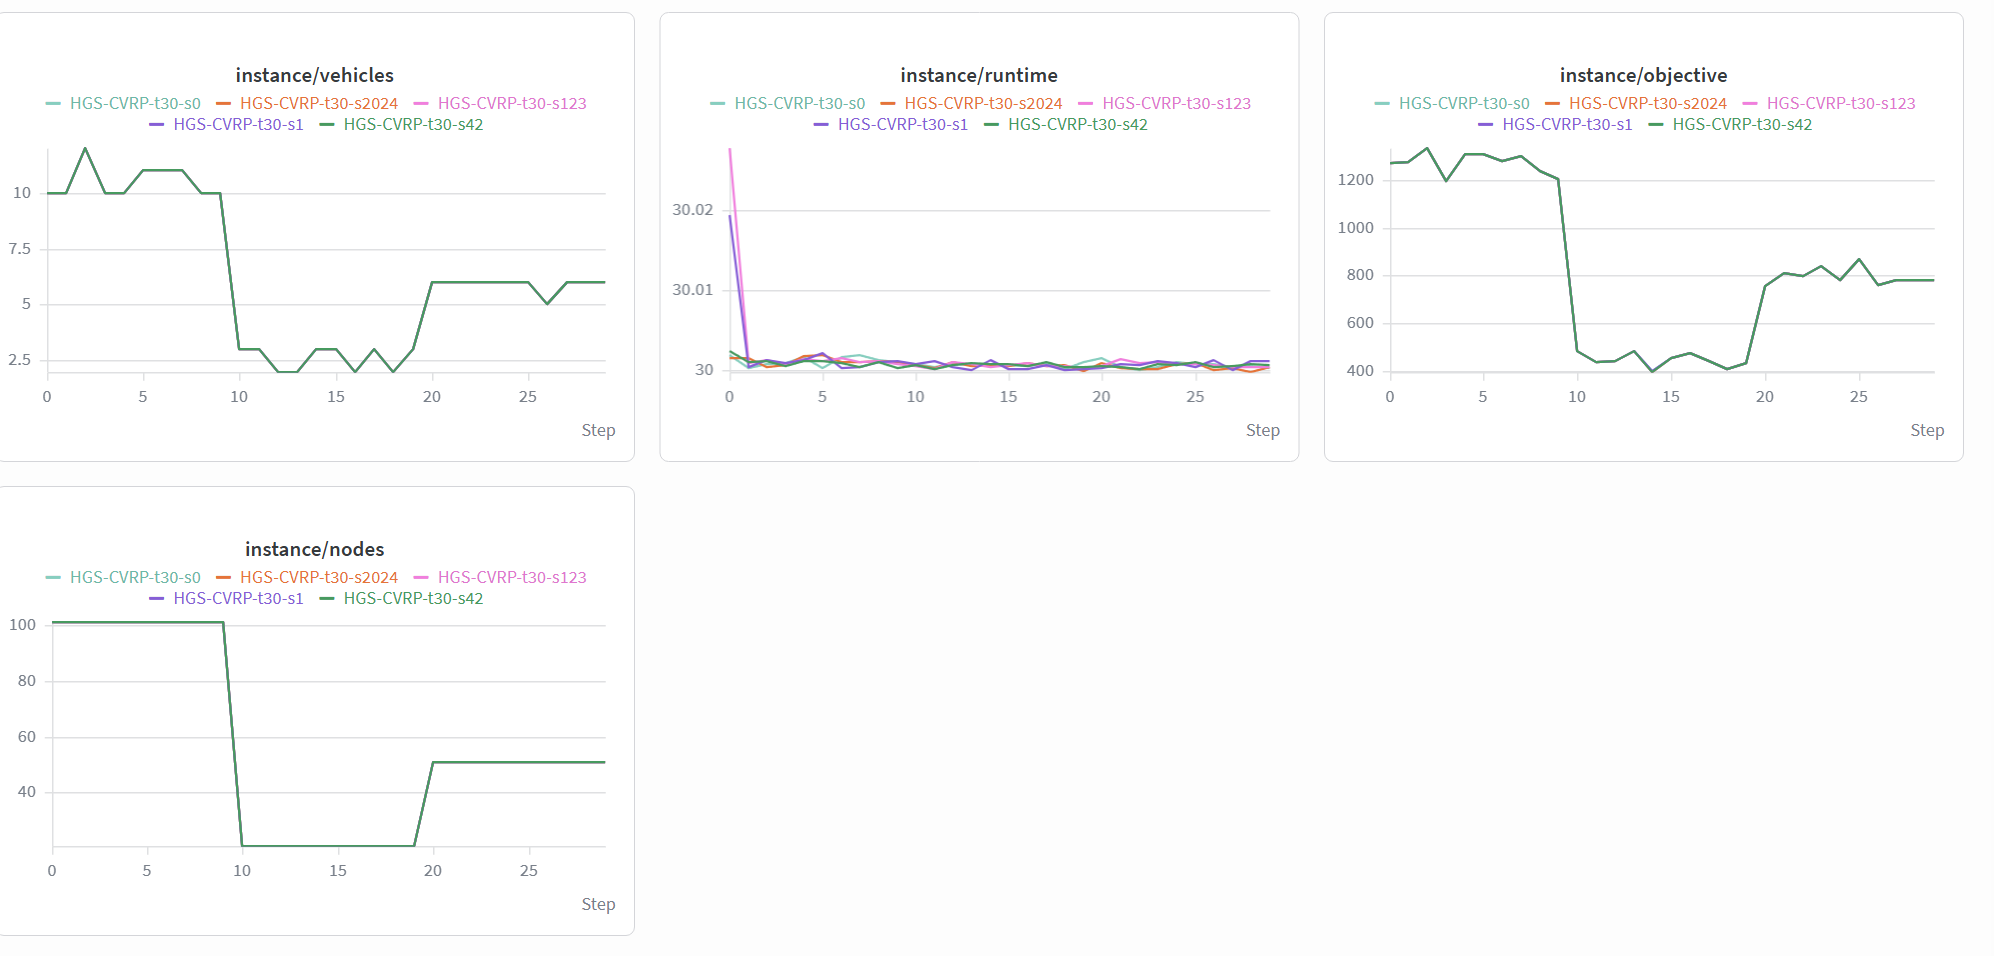 instance/vehicles
HGS-CVRP-t30-s0 HGS-CVRP-t30-s2024 HGS-CVRP-t30-s123
HGS-CVRP-t30-s1 HGS-CVRP-t30-s42
10
7.5
5
2.5
0 5 10 15 20 25
Step
instance/runtime
HGS-CVRP-t30-s0 HGS-CVRP-t30-s2024 HGS-CVRP-t30-s123
HGS-CVRP-t30-s1 HGS-CVRP-t30-s42
30.02
30.01
30
0 5 10 15 20 25
Step
instance/objective
HGS-CVRP-t30-s0 HGS-CVRP-t30-s2024 HGS-CVRP-t30-s123
HGS-CVRP-t30-s1 HGS-CVRP-t30-s42
1200
1000
800
600
400
0 5 10 15 20 25
Step
instance/nodes
HGS-CVRP-t30-s0 HGS-CVRP-t30-s2024 HGS-CVRP-t30-s123
HGS-CVRP-t30-s1 HGS-CVRP-t30-s42
100
80
60
40
0 5 10 15 20 25
Step